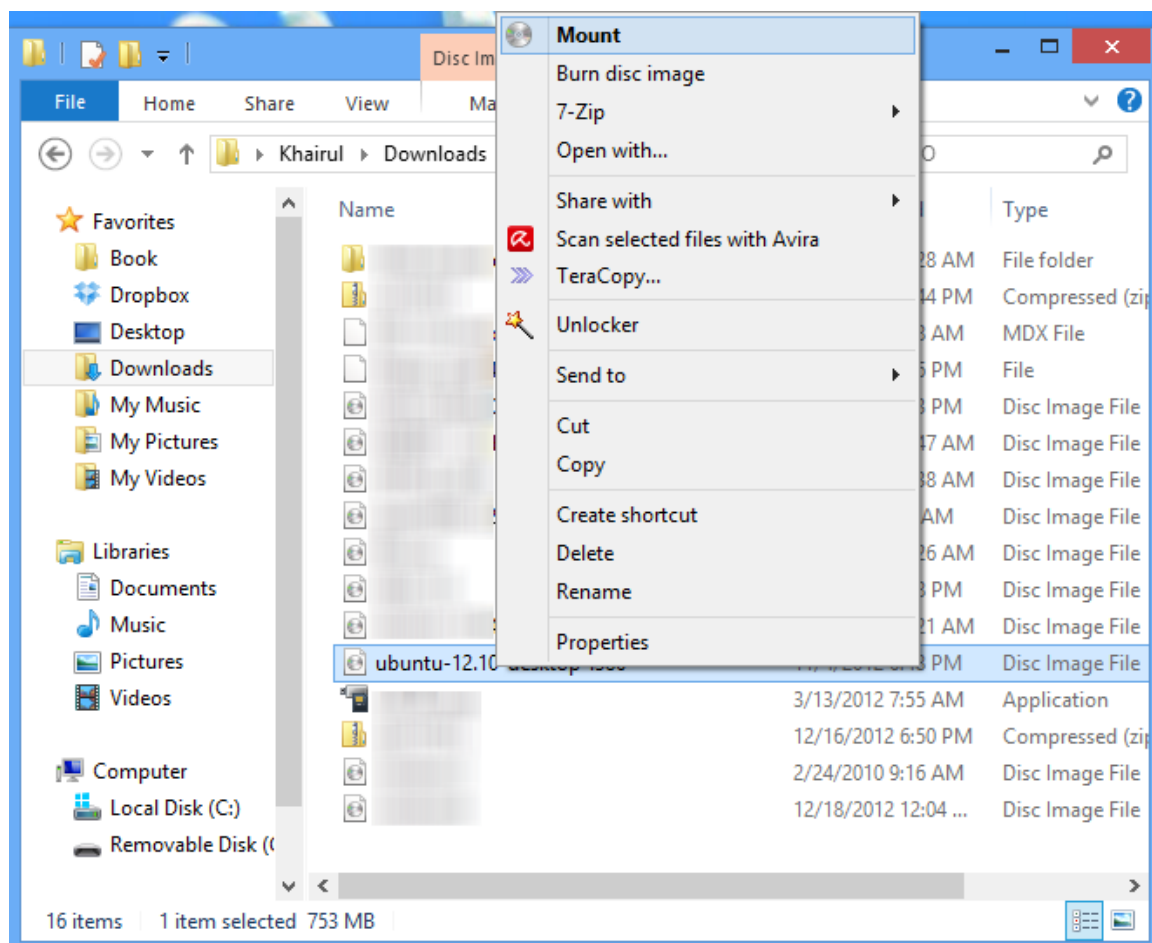 Disc Im
File Home Share View Ma
Khairul Downloads
Name Type
Mount
Burn disc image
7-Zip
Open with...
Share with
Scan selected files with Avira
TeraCopy...
Unlocker
Send to
Cut
Copy
Create shortcut
Delete
Rename
Properties
Favorites
Book
Dropbox
Desktop
Downloads
My Music
My Pictures
My Videos
Libraries
Documents
Music
Pictures
Videos
Computer
Local Disk (C:)
Removable Disk (
28 AM File folder
44 PM Compressed (zip
AM MDX File
PM File
PM Disc Image File
47 AM Disc Image File
38 AM Disc Image File
AM Disc Image File
26 AM Disc Image File
PM Disc Image File
21 AM Disc Image File
ubuntu-12.10 PM Disc Image File
3/13/2012 7:55 AM Application
12/16/2012 6:50 PM Compressed (zip
2/24/2010 9:16 AM Disc Image File
12/18/2012 12:04 ... Disc Image File
16 items 1 item selected 753 MB